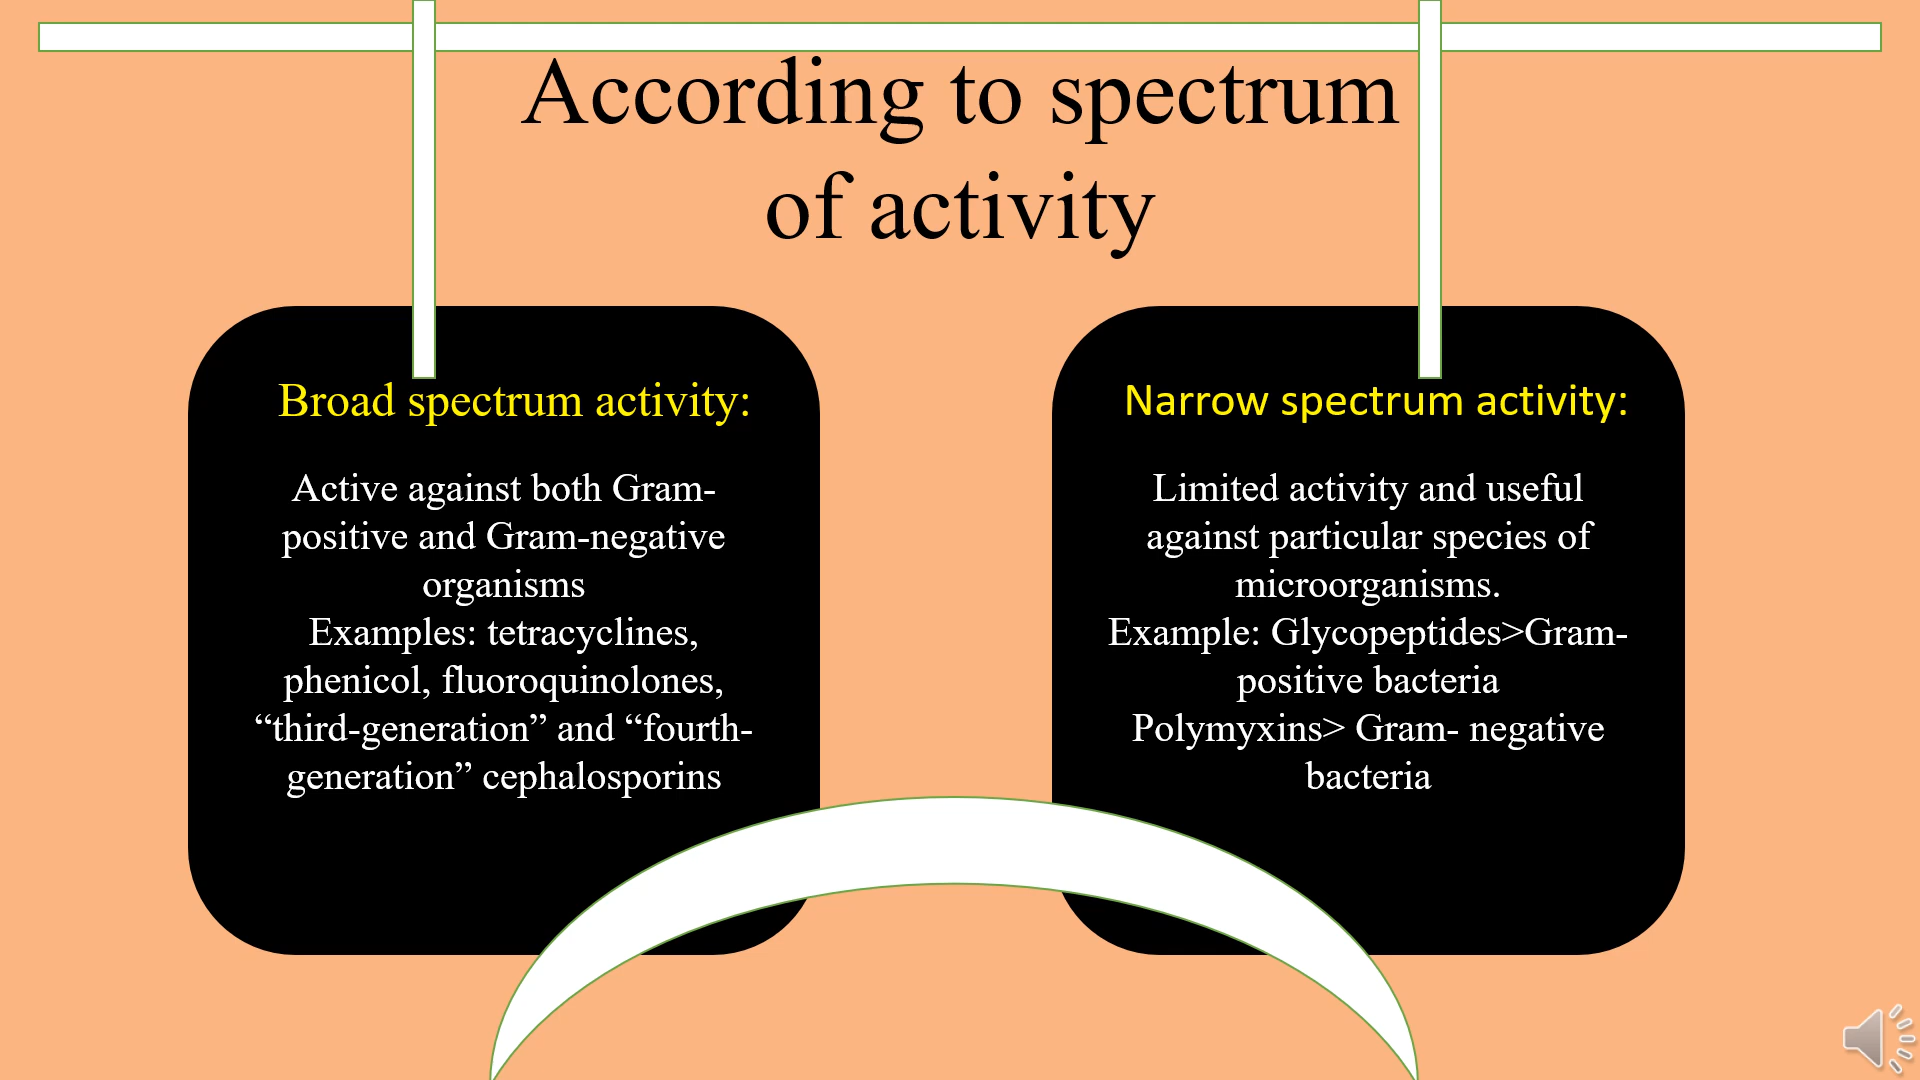 According to spectrum
of activity
Broad spectrum activity:
Active against both Gram-
positive and Gram-negative
organisms
Examples: tetracyclines,
phenicol, fluoroquinolones,
“third-generation” and “fourth-
generation” cephalosporins
Narrow spectrum activity:
Limited activity and useful
against particular species of
microorganisms.
Example: Glycopeptides>Gram-
positive bacteria
Polymyxins> Gram- negative
bacteria